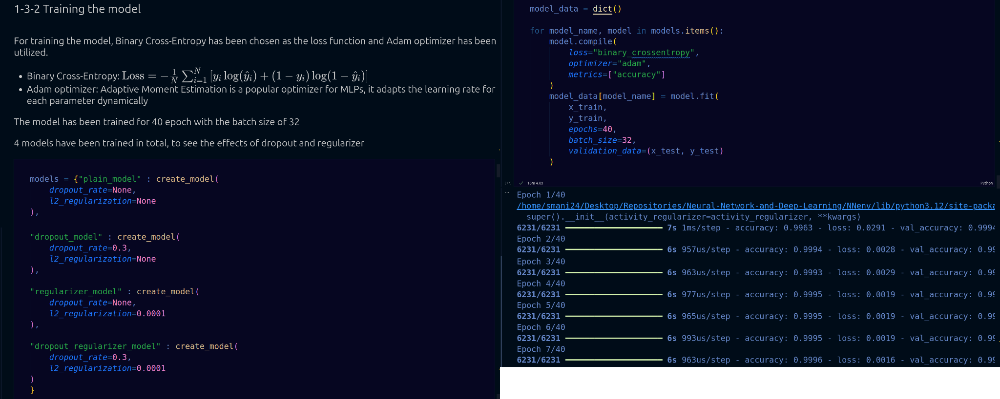 1-3-2 Training the model
For training the model, Binary Cross-Entropy has been chosen as the loss function and Adam optimizer has been
utilized.
• Binary Cross-Entropy: Loss = −\frac{1}{N} \sum_{i=1}^{N} [y_i log(ŷ_i) + (1 − y_i) log(1 − ŷ_i)]
• Adam optimizer: Adaptive Moment Estimation is a popular optimizer for MLPs, it adapts the learning rate for
each parameter dynamically
The model has been trained for 40 epoch with the batch size of 32
4 models have been trained in total, to see the effects of dropout and regularizer
models = {"plain_model" : create_model(
dropout_rate=None,
l2_regularization=None
),
"dropout_model" : create_model(
dropout_rate=0.3,
l2_regularization=None
),
"regularizer_model" : create_model(
dropout_rate=None,
l2_regularization=0.0001
),
"dropout_regularizer_model" : create_model(
dropout_rate=0.3,
l2_regularization=0.0001
)
}
model_data = dict()
for model_name, model in models.items():
model.compile(
loss="binary_crossentropy",
optimizer="adam",
metrics=["accuracy"]
)
model_data[model_name] = model.fit(
x_train,
y_train,
epochs=40,
batch_size=32,
validation_data=(x_test, y_test)
)
[17] ✓ 16m 4.0s Python
... Epoch 1/40
/home/smani24/Desktop/Repositories/Neural-Network-and-Deep-Learning/NNenv/lib/python3.12/site-packa
super().__init__(activity_regularizer=activity_regularizer, **kwargs)
6231/6231 ━━━━━━━━━━━━━━━━━━━━ 7s 1ms/step - accuracy: 0.9963 - loss: 0.0291 - val_accuracy: 0.9994
Epoch 2/40
6231/6231 ━━━━━━━━━━━━━━━━━━━━ 6s 957us/step - accuracy: 0.9994 - loss: 0.0028 - val_accuracy: 0.99
Epoch 3/40
6231/6231 ━━━━━━━━━━━━━━━━━━━━ 6s 963us/step - accuracy: 0.9993 - loss: 0.0029 - val_accuracy: 0.99
Epoch 4/40
6231/6231 ━━━━━━━━━━━━━━━━━━━━ 6s 977us/step - accuracy: 0.9995 - loss: 0.0019 - val_accuracy: 0.99
Epoch 5/40
6231/6231 ━━━━━━━━━━━━━━━━━━━━ 6s 965us/step - accuracy: 0.9995 - loss: 0.0019 - val_accuracy: 0.99
Epoch 6/40
6231/6231 ━━━━━━━━━━━━━━━━━━━━ 6s 993us/step - accuracy: 0.9995 - loss: 0.0019 - val_accuracy: 0.99
Epoch 7/40
6231/6231 ━━━━━━━━━━━━━━━━━━━━ 6s 963us/step - accuracy: 0.9996 - loss: 0.0016 - val_accuracy: 0.99